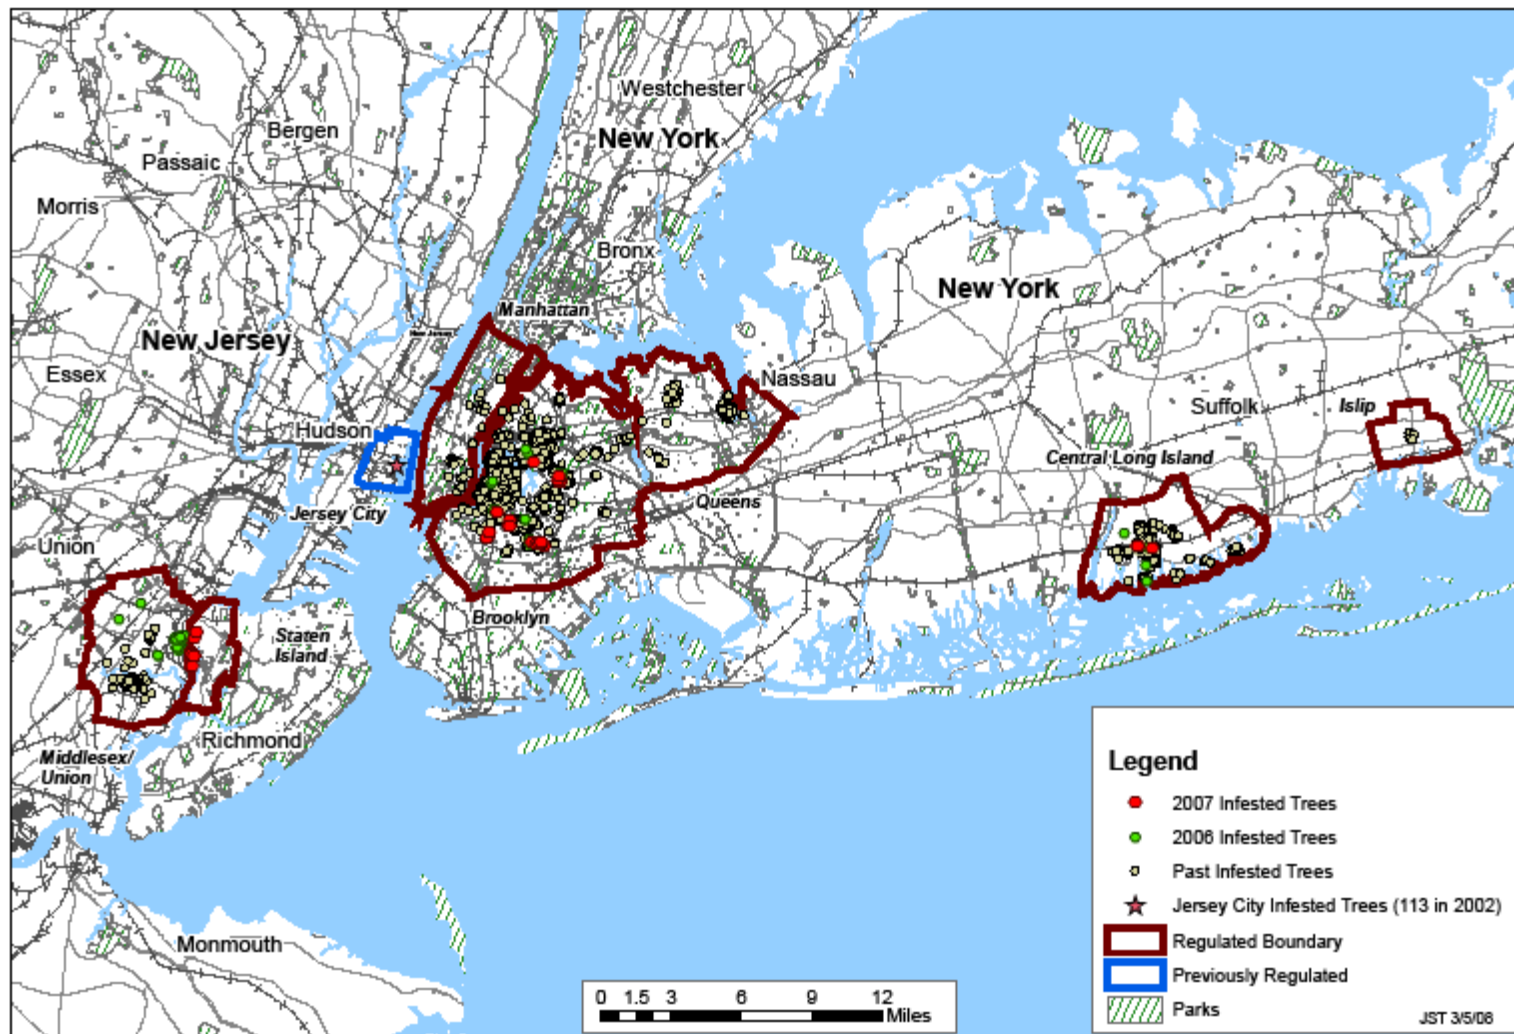 Westchester
New York
Bergen
Passaic
Morris
Bronx
New York
Manhattan
New Jersey
New Jersey
Essex
Nassau
Suffolk
Islip
Hudson
Central Long Island
Queens
Jersey City
Union
Brooklyn
Staten
Island
Richmond
Middlesex/
Union
Monmouth
Legend
2007 Infested Trees
2006 Infested Trees
Past Infested Trees
Jersey City Infested Trees (113 in 2002)
Regulated Boundary
Previously Regulated
Parks
0 1.5 3 6 9 12
Miles
JST 3/5/08